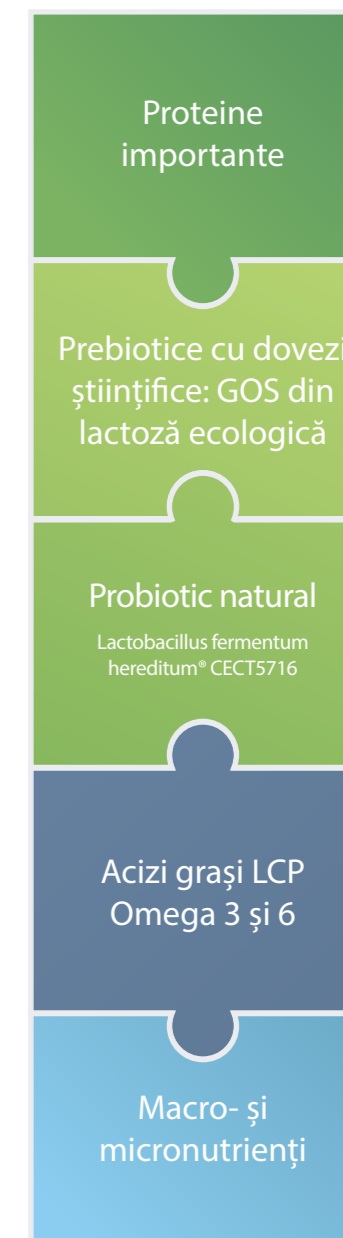 Proteine
importante
Prebiotice cu dovezi
științifice: GOS din
lactoză ecologică
Probiotic natural
Lactobacillus fermentum
hereditum® CECT5716
Acizi grași LCP
Omega 3 și 6
Macro- și
micronutrienți